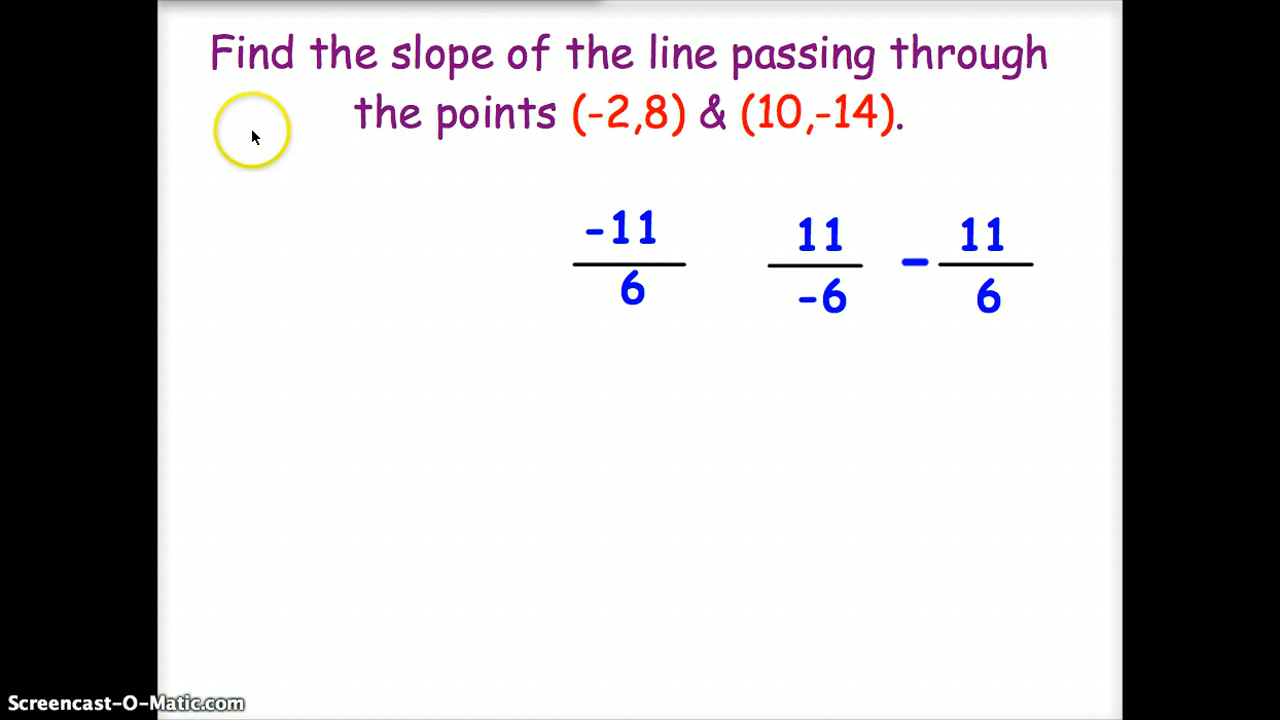 Find the slope of the line passing through
the points (-2,8) & (10,-14).
-11 11 - 11
6 -6 6
Screencast-O-Matic.com